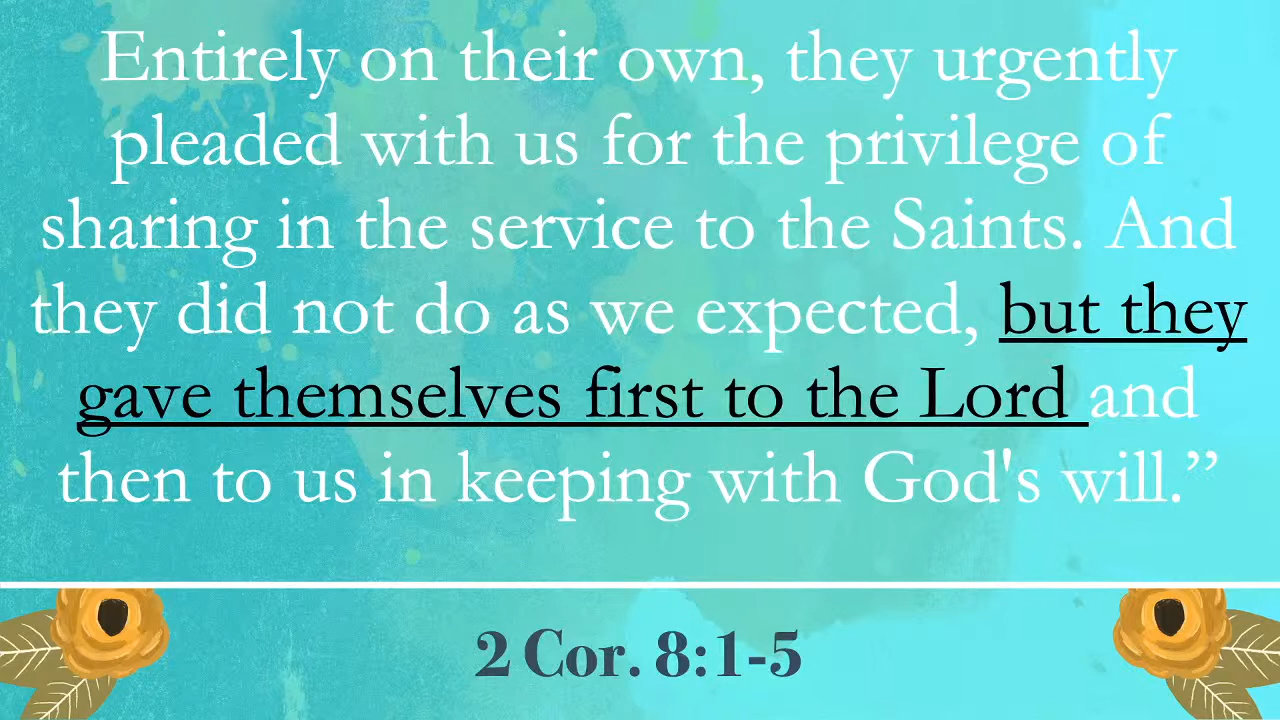 Entirely on their own, they urgently
pleaded with us for the privilege of
sharing in the service to the Saints. And
they did not do as we expected, but they
gave themselves first to the Lord and
then to us in keeping with God's will.”
2 Cor. 8:1-5